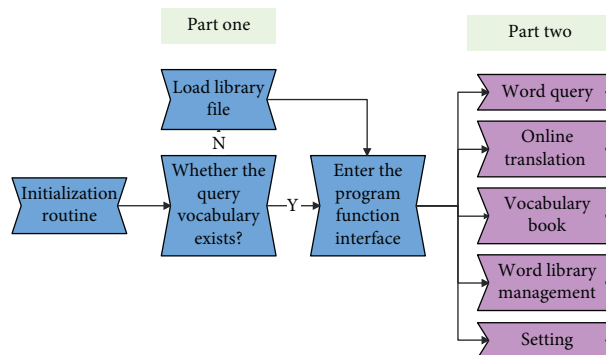 Part one
Part two
Load library
file
N
Initialization
routine
Whether the
query
vocabulary
exists?
Y
Enter the
program
function
interface
Word query
Online
translation
Vocabulary
book
Word library
management
Setting